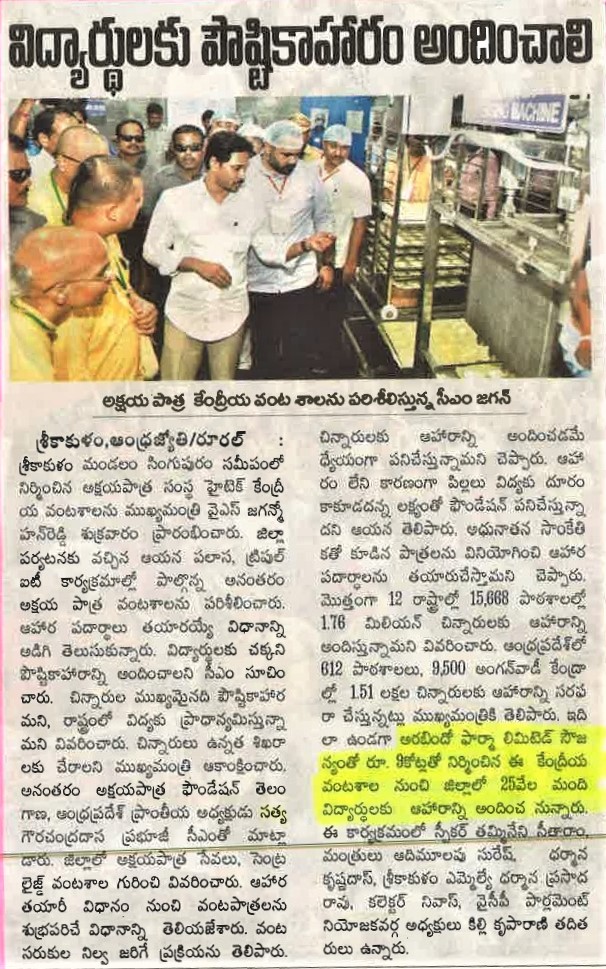 విద్యార్థులకు పౌష్టికాహారం అందించాలి
MACHINE
అక్షయ పాత్ర కేంద్రీయ వంట శాలను పరిశీలిస్తున్న సీఎం జగన్
శ్రీకాకుళం,ఆంధ్రజ్యోతి/రూరల్ :
శ్రీకాకుళం మండలం సింగుపురం సమీపంలో
నిర్మించిన అక్షయపాత్ర సంస్థ హైటెక్ కేంద్రీ
య వంటశాలను ముఖ్యమంత్రి వైఎస్ జగన్మో
హన్‌రెడ్డి శుక్రవారం ప్రారంభించారు. జిల్లా
పర్యటనకు వచ్చిన ఆయన పలాస, ట్రిపుల్
ఐటీ కార్యక్రమాల్లో పాల్గొన్న అనంతరం
అక్షయ పాత్ర వంటశాలను పరిశీలించారు.
ఆహార పదార్థాలు తయారయ్యే విధానాన్ని
అడిగి తెలుసుకున్నారు. విద్యార్థులకు చక్కని
పౌష్టికాహారాన్ని అందించాలని సీఎం సూచిం
చారు. చిన్నారుల ముఖ్యమైనది పౌష్టికాహార
మని, రాష్ట్రంలో విద్యకు ప్రాధాన్యమిస్తున్నా
మని వివరించారు. చిన్నారులు ఉన్నత శిఖరా
లకు చేరాలని ముఖ్యమంత్రి ఆకాంక్షించారు.
అనంతరం అక్షయపాత్ర ఫౌండేషన్ తెలం
గాణ, ఆంధ్రప్రదేశ్ ప్రాంతీయ అధ్యక్షుడు సత్య
గౌరచంద్రదాస ప్రభూజీ సీఎంతో మాట్లా
డారు. జిల్లాలో అక్షయపాత్ర సేవలు, సెంట్ర
లైజ్డ్ వంటశాల గురించి వివరించారు. ఆహార
తయారీ విధానం నుంచి వంటపాత్రలను
శుభ్రపరిచే విధానాన్ని తెలియజేశారు. వంట
సరుకుల నిల్వ జరిగే ప్రక్రియను తెలిపారు.
చిన్నారులకు ఆహారాన్ని అందించడమే
ధ్యేయంగా పనిచేస్తున్నామని చెప్పారు. ఆహా
రం లేని కారణంగా పిల్లలు విద్యకు దూరం
కాకూడదన్న లక్ష్యంతో ఫౌండేషన్ పనిచేస్తున్నా
దని ఆయన తెలిపారు. అధునాతన సాంకేతి
కతో కూడిన పాత్రలను వినియోగించి ఆహార
పదార్థాలను తయారుచేస్తామని చెప్పారు.
మొత్తంగా 12 రాష్ట్రాల్లో 15,668 పాఠశాలల్లో
1.76 మిలియన్ చిన్నారులకు ఆహారాన్ని
అందిస్తున్నామని వివరించారు. ఆంధ్రప్రదేశ్‌లో
612 పాఠశాలలు, 9,500 అంగన్‌వాడీ కేంద్రా
ల్లో 1.51 లక్షల చిన్నారులకు ఆహారాన్ని సరఫ
రా చేస్తున్నట్లు ముఖ్యమంత్రికి తెలిపారు. ఇది
లా ఉండగా అరబిందో ఫార్మా లిమిటెడ్ సౌజ
న్యంతో రూ. 9కోట్లతో నిర్మించిన ఈ కేంద్రీయ
వంటశాల నుంచి జిల్లాలో 25వేల మంది
విద్యార్థులకు ఆహారాన్ని అందించ నున్నారు.
ఈ కార్యక్రమంలో స్పీకర్ తమ్మినేని సీతారాం,
మంత్రులు ఆదిమూలపు సురేష్, ధర్మాన
కృష్ణదాస్, శ్రీకాకుళం ఎమ్మెల్యే ధర్మాన ప్రసాద
రావు, కలెక్టర్ నివాస్, వైసీపీ పార్లమెంట్
నియోజకవర్గ అధ్యక్షులు కిల్లి కృపారాణి తదిత
రులు ఉన్నారు.